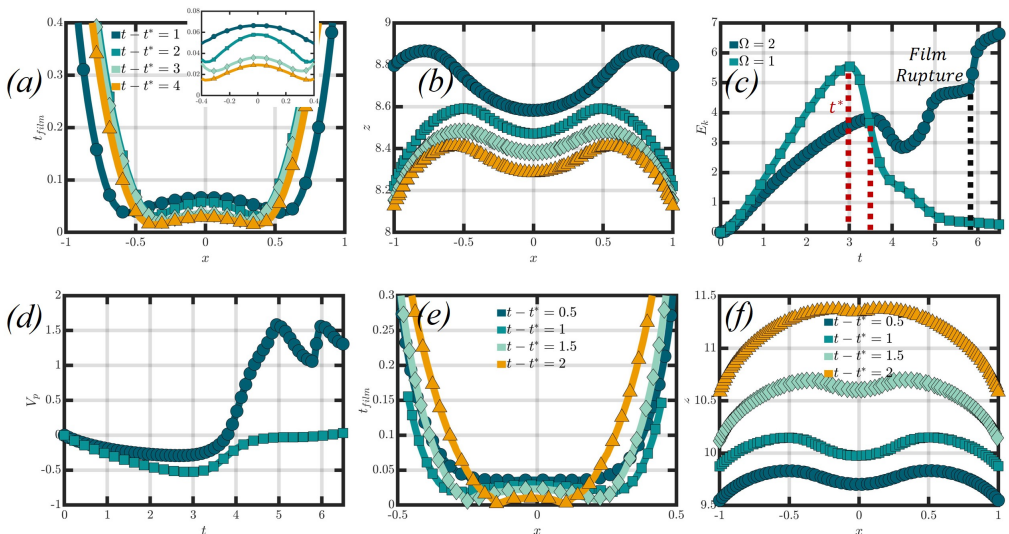 (a)
0.4
0.3
0.2
0.1
0
t_film
t − t* = 1
t − t* = 2
t − t* = 3
t − t* = 4
0.08
0.06
0.04
0.02
0
-0.4 -0.2 0 0.2 0.4
-1 -0.5 0 0.5 1
x
(b)
9
8.8
8.6
8.4
8.2
8
z
-1 -0.5 0 0.5 1
x
(c)
7
6
5
4
3
2
1
0
E_k
Ω = 2
Ω = 1
Film
Rupture
t*
0 1 2 3 4 5 6
t
(d)
2
1.5
1
0.5
0
-0.5
-1
V_p
0 1 2 3 4 5 6
t
(e)
0.3
0.25
0.2
0.15
0.1
0.05
0
t_film
t − t* = 0.5
t − t* = 1
t − t* = 1.5
t − t* = 2
-0.5 0 0.5
x
(f)
11.5
11
10.5
10
9.5
t − t* = 0.5
t − t* = 1
t − t* = 1.5
t − t* = 2
-1 -0.5 0 0.5 1
x